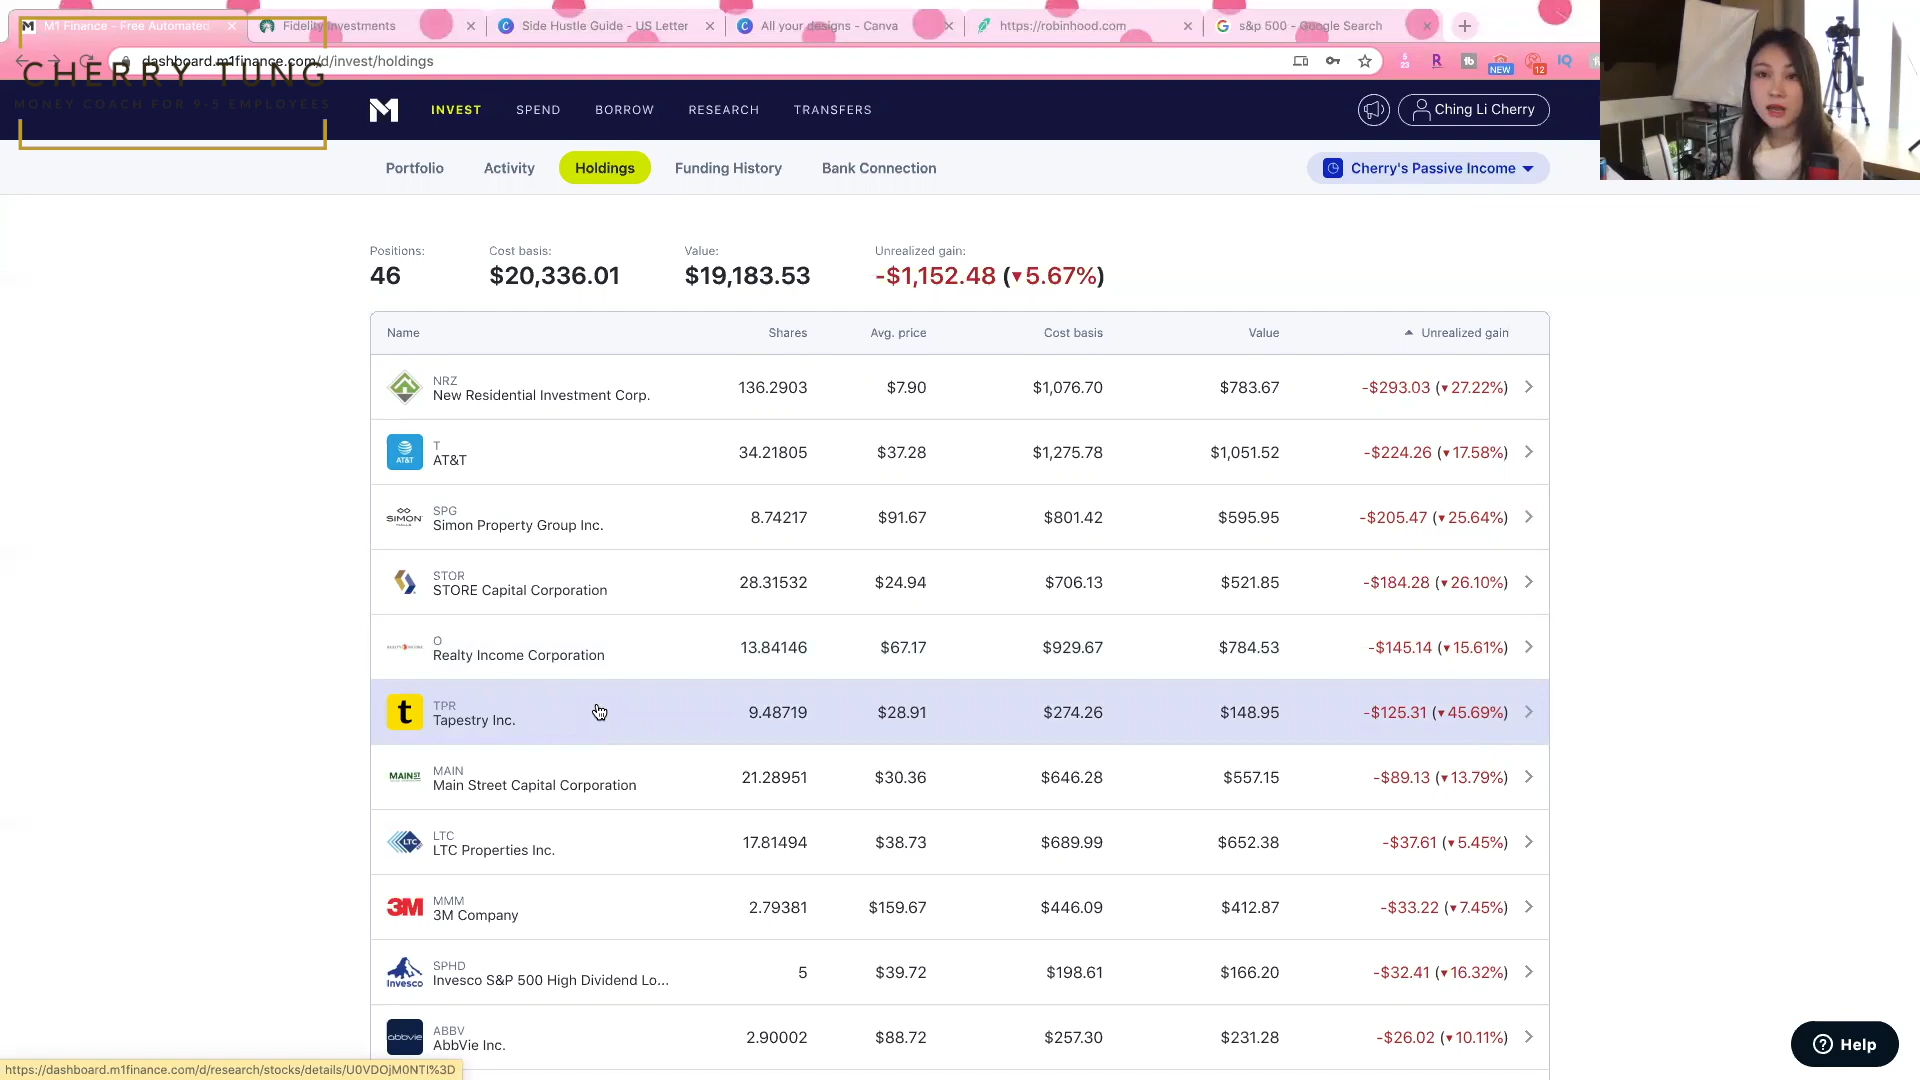 M1 Finance - Free Automated
Fidelity Investments
Side Hustle Guide - US Letter
All your designs - Canva
https://robinhood.com
s&p 500 - Google Search
dashboard.m1finance.com/d/invest/holdings
NEW
12
IQ
CHERRY TUNG
MONEY COACH FOR 9-5 EMPLOYEES
INVEST
SPEND
BORROW
RESEARCH
TRANSFERS
Ching Li Cherry
Portfolio
Activity
Holdings
Funding History
Bank Connection
Cherry's Passive Income
Positions: Cost basis: Value: Unrealized gain:
46 $20,336.01 $19,183.53 -$1,152.48 (▼5.67%)
Name Shares Avg. price Cost basis Value Unrealized gain
NRZ
New Residential Investment Corp. 136.2903 $7.90 $1,076.70 $783.67 -$293.03 (▼27.22%)
AT&T
T
AT&T 34.21805 $37.28 $1,275.78 $1,051.52 -$224.26 (▼17.58%)
SIMON
SPG
Simon Property Group Inc. 8.74217 $91.67 $801.42 $595.95 -$205.47 (▼25.64%)
STOR
STORE Capital Corporation 28.31532 $24.94 $706.13 $521.85 -$184.28 (▼26.10%)
O
Realty Income Corporation 13.84146 $67.17 $929.67 $784.53 -$145.14 (▼15.61%)
t
TPR
Tapestry Inc. 9.48719 $28.91 $274.26 $148.95 -$125.31 (▼45.69%)
MAIN ST
MAIN
Main Street Capital Corporation 21.28951 $30.36 $646.28 $557.15 -$89.13 (▼13.79%)
LTC
LTC
LTC Properties Inc. 17.81494 $38.73 $689.99 $652.38 -$37.61 (▼5.45%)
3M
MMM
3M Company 2.79381 $159.67 $446.09 $412.87 -$33.22 (▼7.45%)
Invesco
SPHD
Invesco S&P 500 High Dividend Lo... 5 $39.72 $198.61 $166.20 -$32.41 (▼16.32%)
abbvie
ABBV
AbbVie Inc. 2.90002 $88.72 $257.30 $231.28 -$26.02 (▼10.11%)
Help
https://dashboard.m1finance.com/d/research/stocks/details/U0VDOjM0NTI%3D